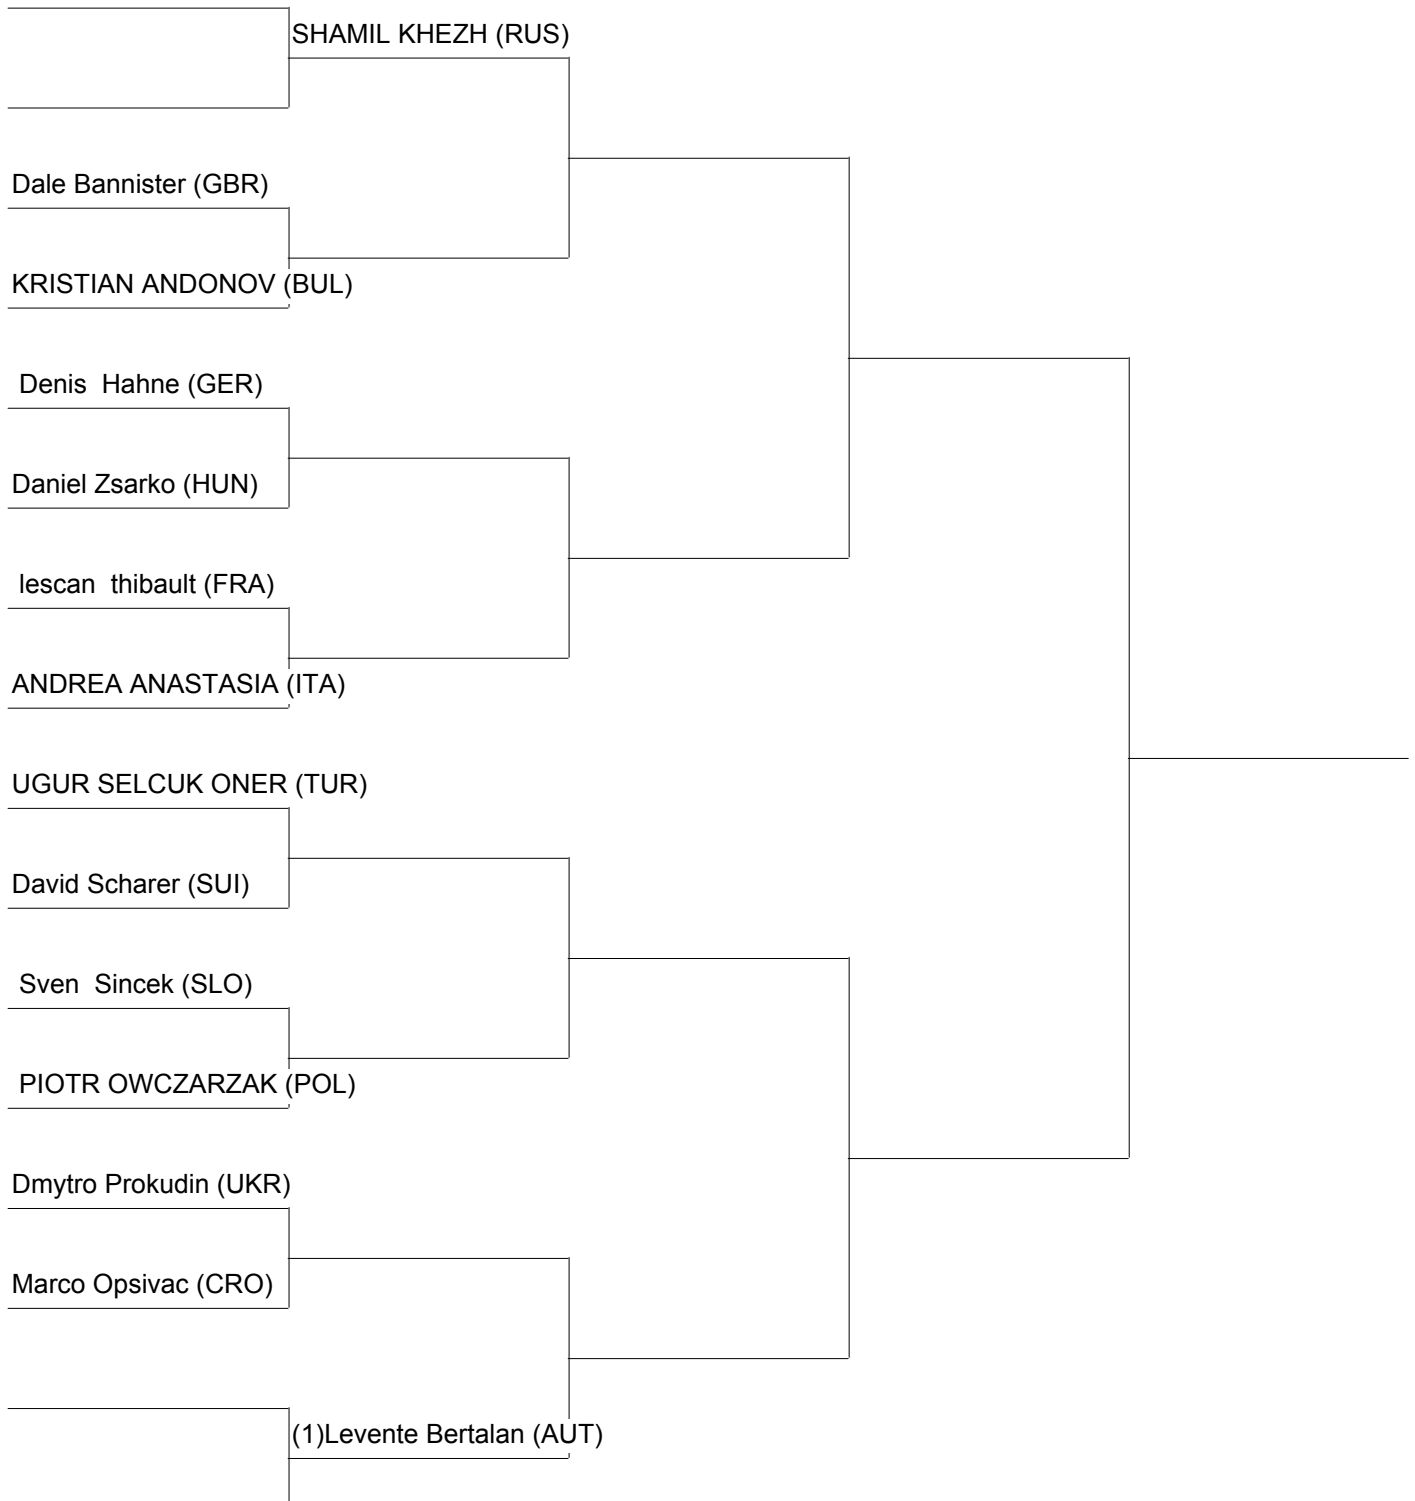 SHAMIL KHEZH (RUS)
Dale Bannister (GBR)
KRISTIAN ANDONOV (BUL)
Denis  Hahne (GER)
Daniel Zsarko (HUN)
lescan  thibault (FRA)
ANDREA ANASTASIA (ITA)
UGUR SELCUK ONER (TUR)
David Scharer (SUI)
Sven  Sincek (SLO)
PIOTR OWCZARZAK (POL)
Dmytro Prokudin (UKR)
Marco Opsivac (CRO)
(1)Levente Bertalan (AUT)